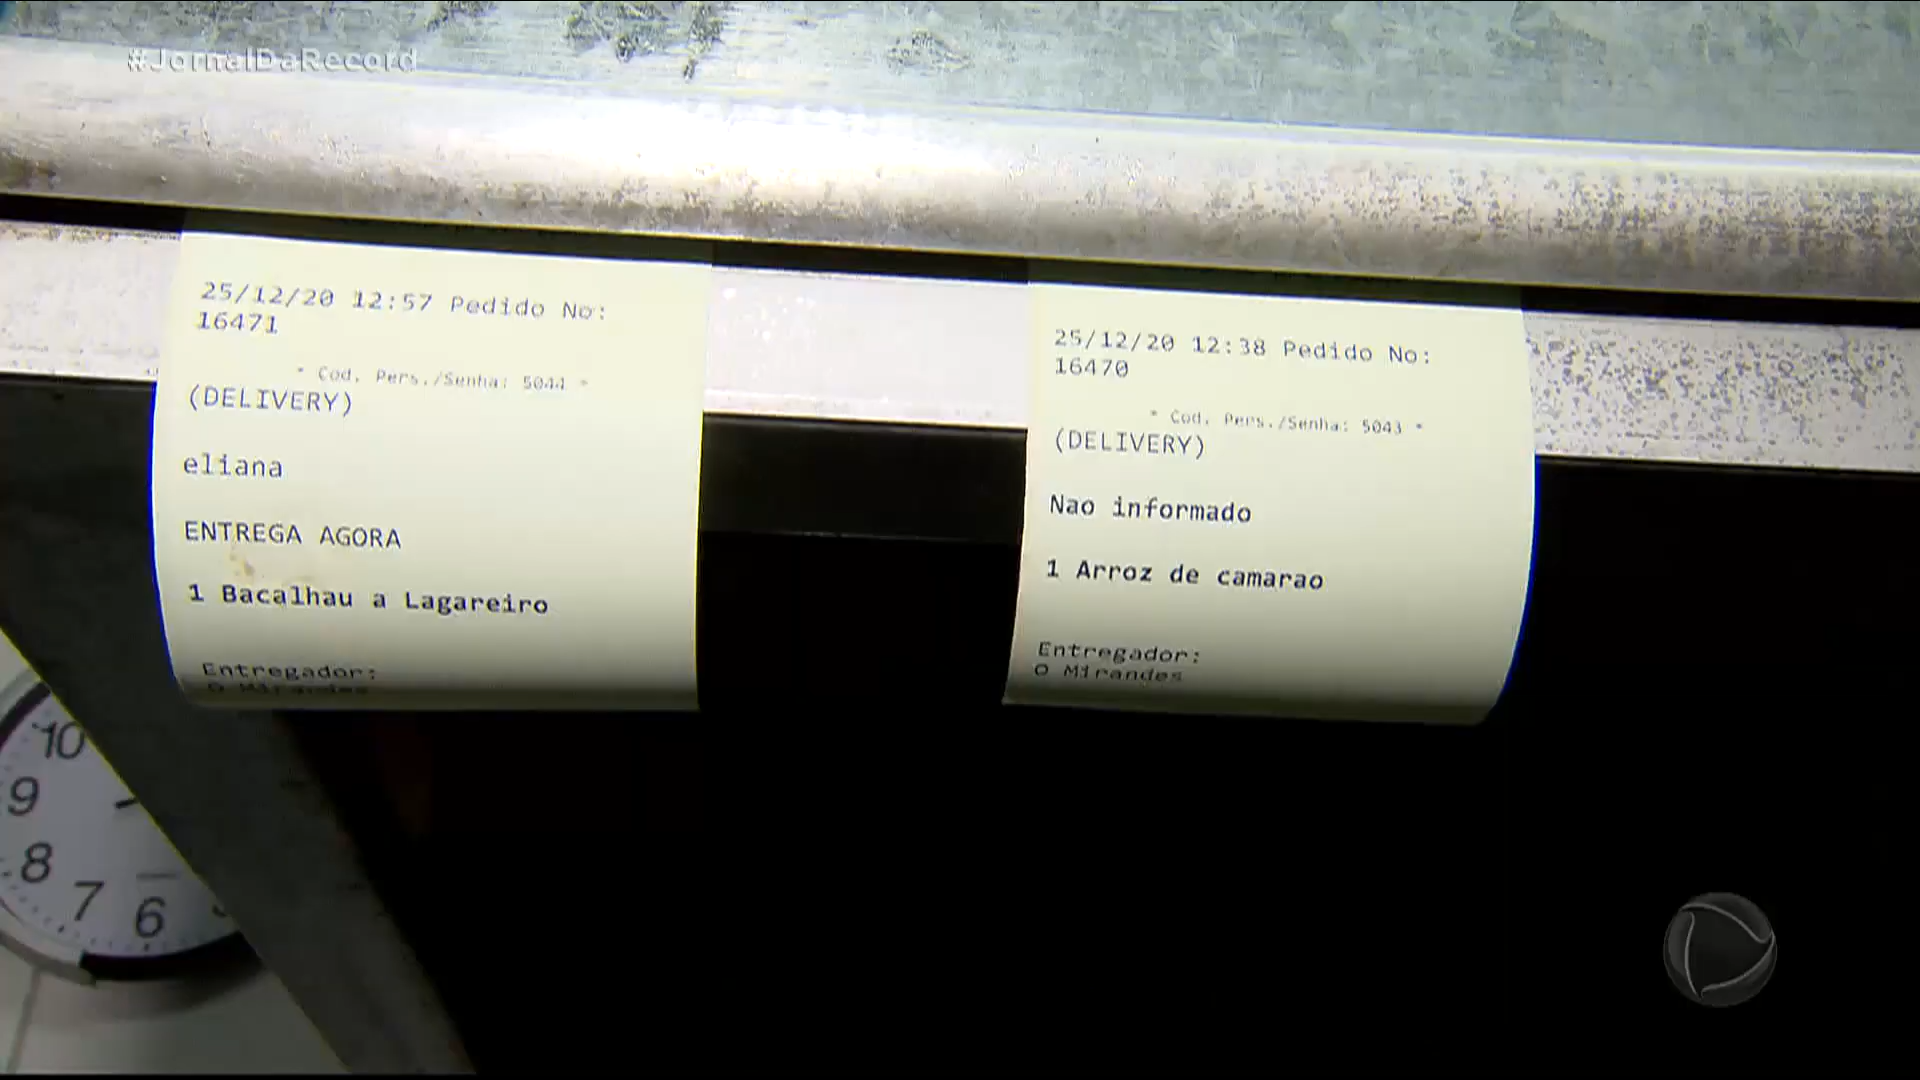 #JornalDaRecord
25/12/20 12:57 Pedido No:
16471
* Cod. Pers./Senha: 5044 *
(DELIVERY)
eliana
ENTREGA AGORA
1 Bacalhau a Lagareiro
Entregador:
O Mirandes
25/12/20 12:38 Pedido No:
16470
* Cod. Pers./Senha: 5043 *
(DELIVERY)
Nao informado
1 Arroz de camarao
Entregador:
O Mirandes
10
9
8
7
6